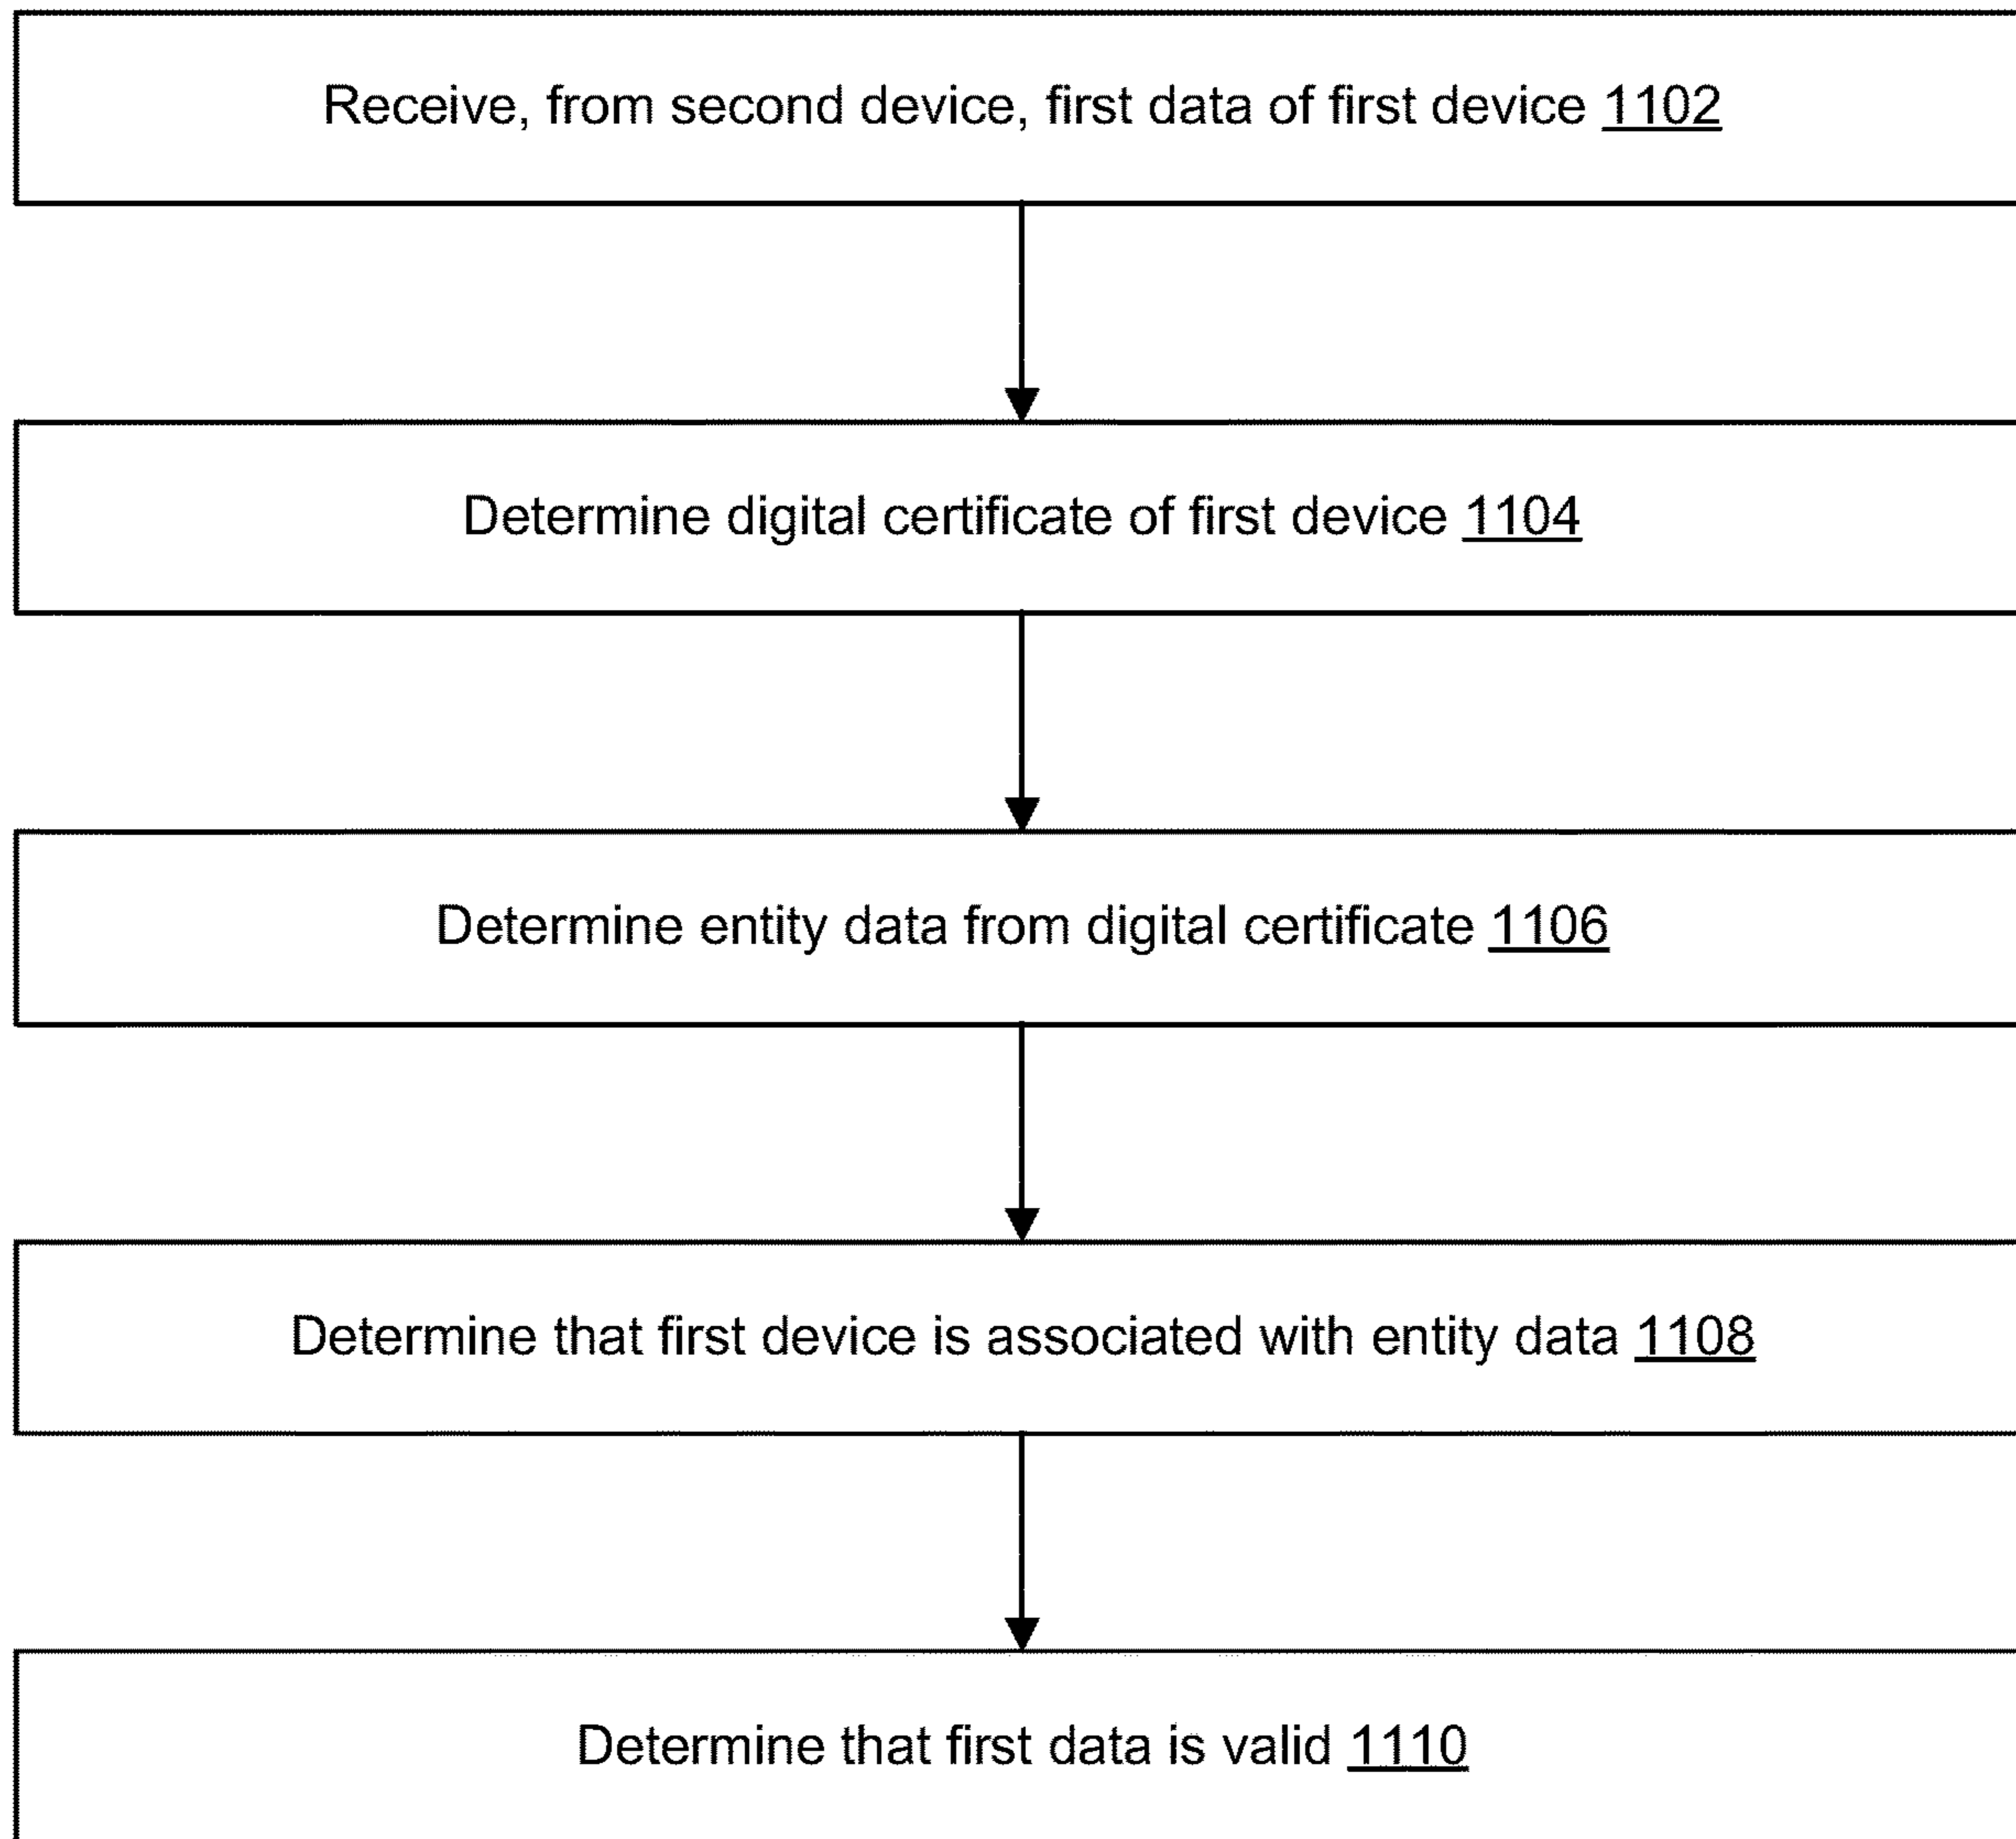 Receive, from second device, first data of first device 1102
Determine digital certificate of first device 1104
Determine entity data from digital certificate 1106
Determine that first device is associated with entity data 1108
Determine that first data is valid 1110